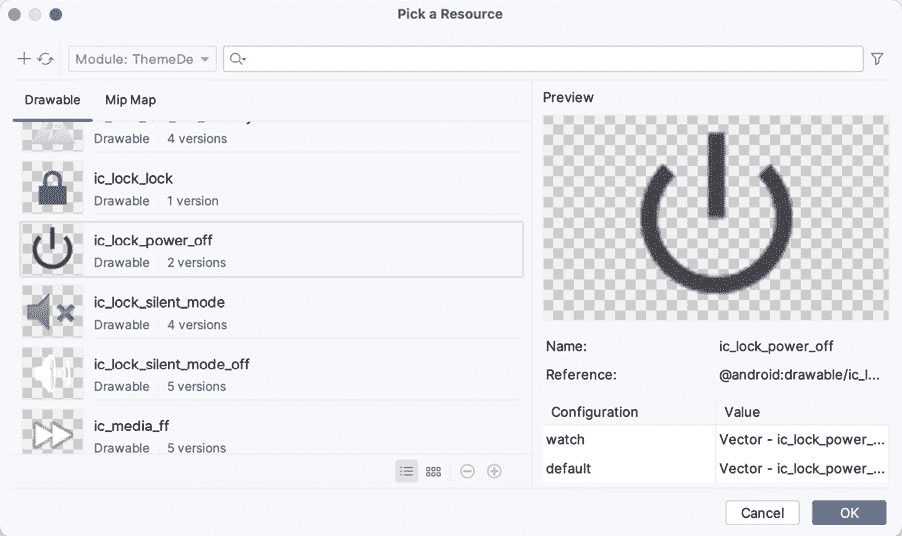 Pick a Resource
Module: ThemeDe
Drawable Mip Map
Drawable 4 versions
ic_lock_lock
Drawable 1 version
ic_lock_power_off
Drawable 2 versions
ic_lock_silent_mode
Drawable 4 versions
ic_lock_silent_mode_off
Drawable 5 versions
ic_media_ff
Drawable 5 versions
Preview
Name: ic_lock_power_off
Reference: @android:drawable/ic_l...
Configuration Value
watch Vector - ic_lock_power_...
default Vector - ic_lock_power_...
Cancel OK